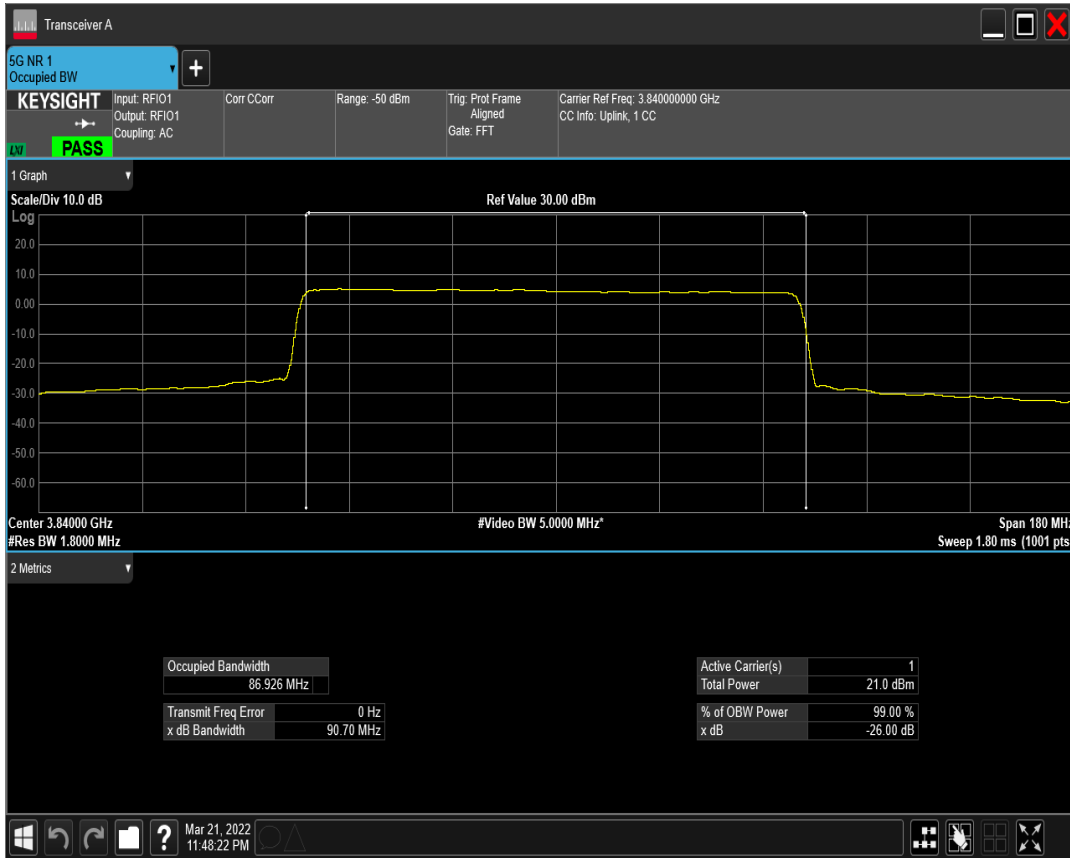 Transceiver A
5G NR 1
Occupied BW
KEYSIGHT
LXI
PASS
Input: RFIO1
Output: RFIO1
Coupling: AC
Corr CCorr
Range: -50 dBm
Trig: Prot Frame
Aligned
Gate: FFT
Carrier Ref Freq: 3.840000000 GHz
CC Info: Uplink, 1 CC
1 Graph
Scale/Div 10.0 dB
Ref Value 30.00 dBm
Log
20.0
10.0
0.00
-10.0
-20.0
-30.0
-40.0
-50.0
-60.0
Center 3.84000 GHz
#Video BW 5.0000 MHz*
Span 180 MHz
#Res BW 1.8000 MHz
Sweep 1.80 ms (1001 pts
2 Metrics
Occupied Bandwidth
86.926 MHz
Transmit Freq Error 0 Hz
x dB Bandwidth 90.70 MHz
Active Carrier(s) 1
Total Power 21.0 dBm
% of OBW Power 99.00 %
x dB -26.00 dB
?
Mar 21, 2022
11:48:22 PM